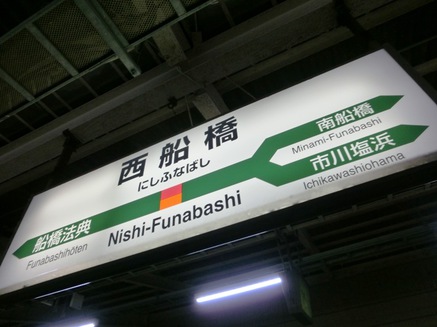 西船橋
にしふなばし
Nishi-Funabashi
船橋法典
Funabashihōten
南船橋
Minami-Funabashi
市川塩浜
Ichikawashiohama